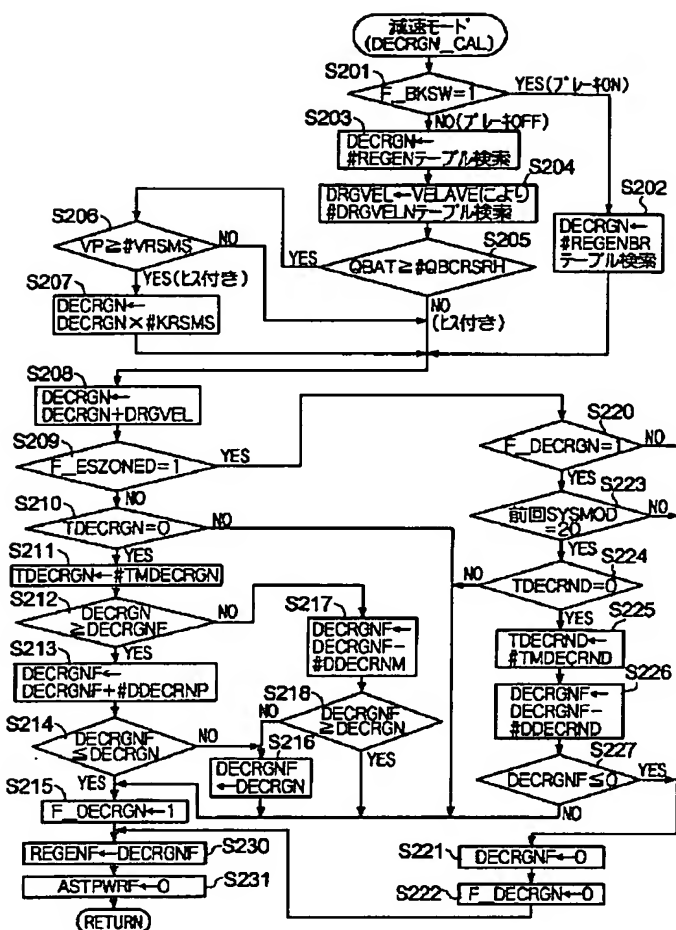 減速モード
(DECRGN_CAL)
S201
F_BKSW=1
YES(ブレーキON)
NO(ブレーキOFF)
S203
DECRGN←
#REGENテーブル検索
S204
DRGVEL←VELAVEにより
#DRGVELNテーブル検索
S202
DECRGN←
#REGENBR
テーブル検索
S205
QBAT≥#QBCRSRH
YES
NO
(ヒス付き)
S206
VP≥#VRSMS
NO
YES(ヒス付き)
S207
DECRGN←
DECRGN×#KRSMS
S208
DECRGN←
DECRGN+DRGVEL
S209
F_ESZONED=1
YES
NO
S210
TDECRGN=0
NO
YES
S211
TDECRGN←#TMDECRGN
S212
DECRGN
≥DECRGNF
NO
YES
S213
DECRGNF←
DECRGNF+#DDECRNP
S214
DECRGNF
≤DECRGN
NO
YES
S217
DECRGNF←
DECRGNF-
#DDECRNM
S218
DECRGNF
≥DECRGN
NO
YES
S216
DECRGNF
←DECRGN
S215
F_DECRGN←1
REGENF←DECRGNF
S230
ASTPWRF←0
S231
RETURN
S220
F_DECRGN=1
NO
YES
S223
前回SYSMOD
=20
NO
YES
S224
TDECRND=0
NO
YES
S225
TDECRND←
#TMDECRND
S226
DECRGNF←
DECRGNF-
#DDECRND
S227
DECRGNF≤0
YES
NO
S221
DECRGNF←0
S222
F_DECRGN←0